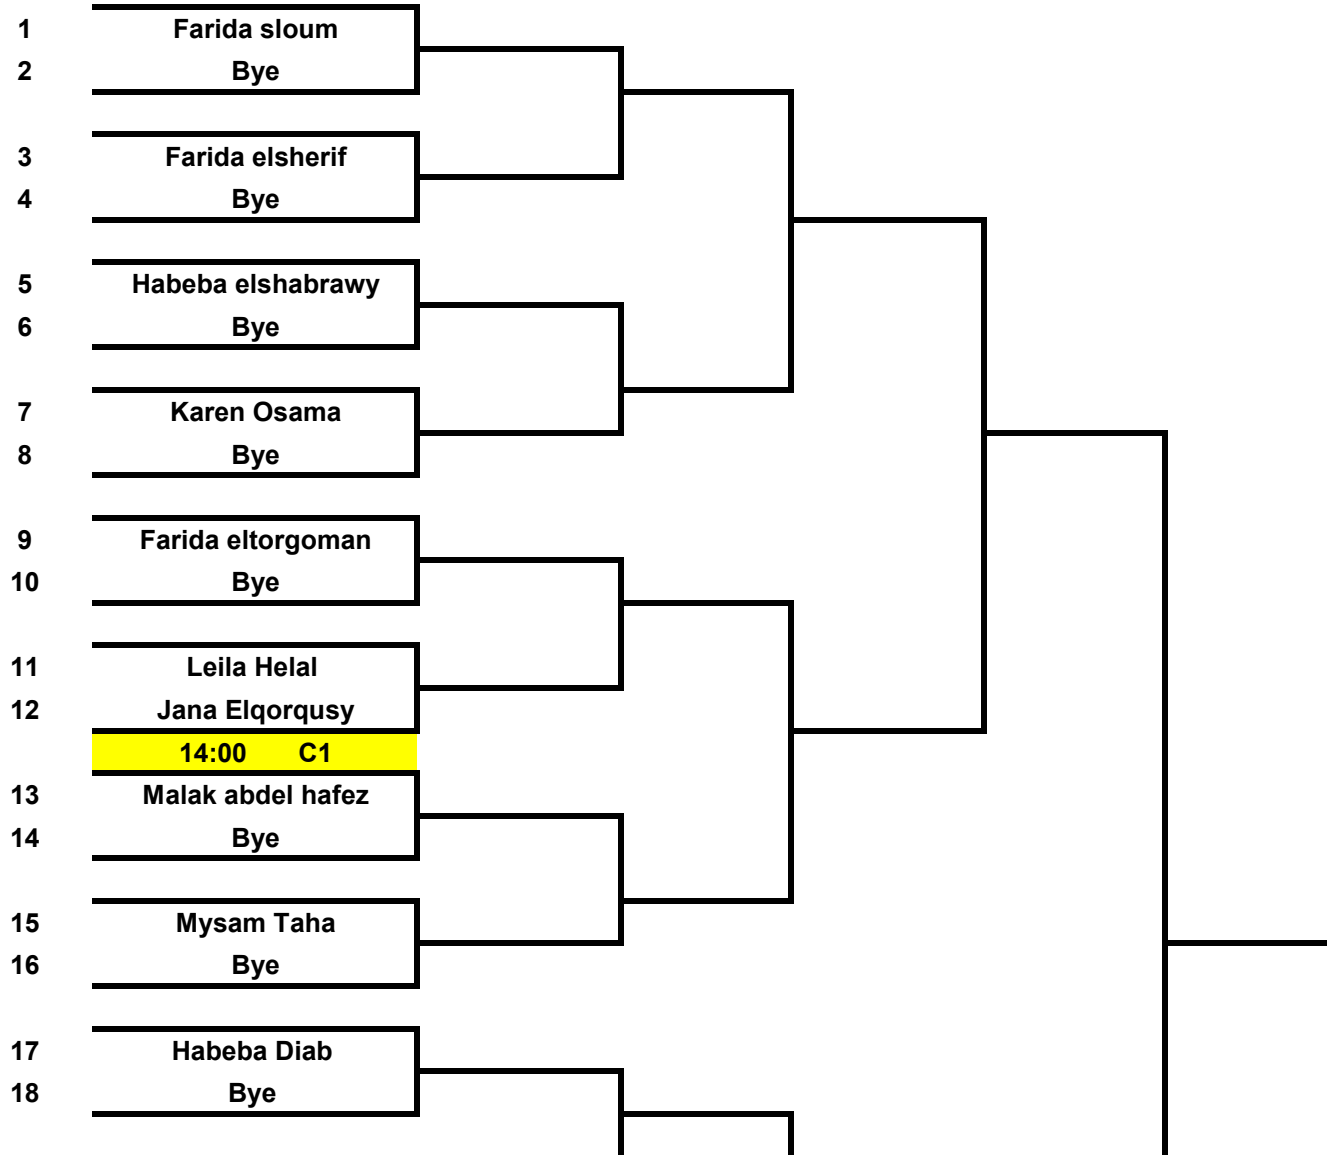 1 Farida sloum
2 Bye
3 Farida elsherif
4 Bye
5 Habeba elshabrawy
6 Bye
7 Karen Osama
8 Bye
9 Farida eltorgoman
10 Bye
11 Leila Helal
12 Jana Elqorqusy
14:00 C1
13 Malak abdel hafez
14 Bye
15 Mysam Taha
16 Bye
17 Habeba Diab
18 Bye